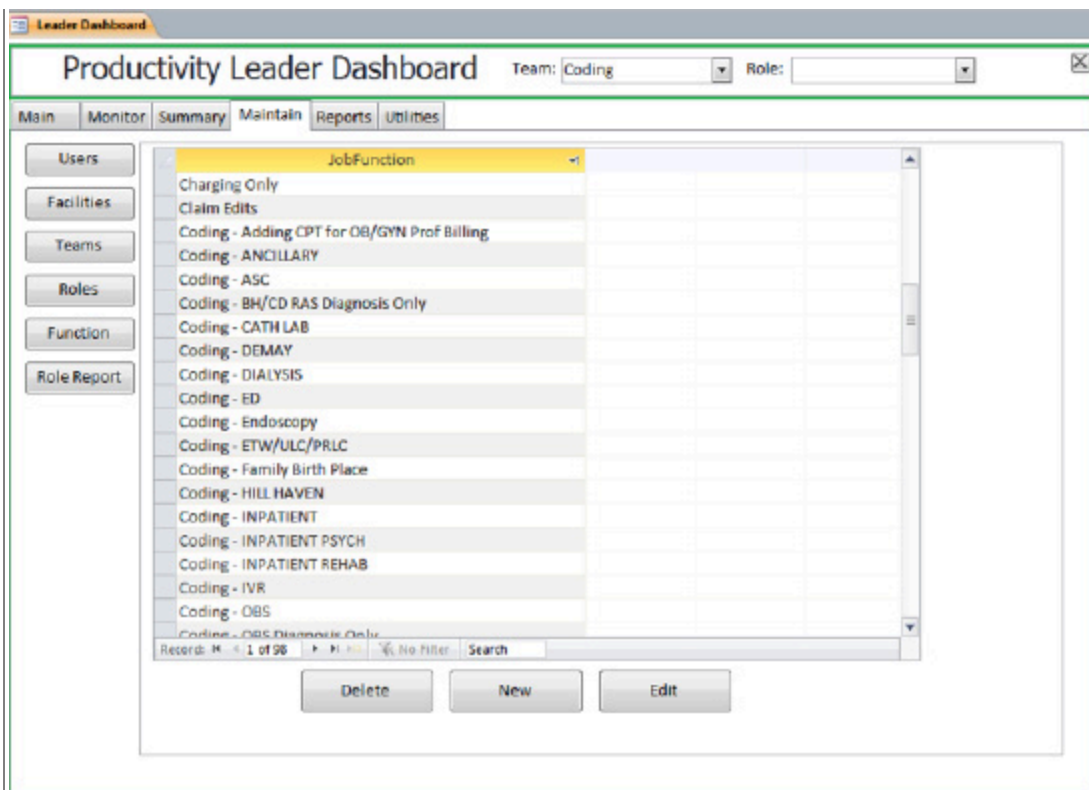 Leader Dashboard
Productivity Leader Dashboard Team: Coding Role:
Main Monitor Summary Maintain Reports Utilities
Users
Facilities
Teams
Roles
Function
Role Report
JobFunction
Charging Only
Claim Edits
Coding - Adding CPT for OB/GYN Prof Billing
Coding - ANCILLARY
Coding - ASC
Coding - BH/CD RAS Diagnosis Only
Coding - CATH LAB
Coding - DEMAY
Coding - DIALYSIS
Coding - ED
Coding - Endoscopy
Coding - ETW/ULC/PRLC
Coding - Family Birth Place
Coding - HILL HAVEN
Coding - INPATIENT
Coding - INPATIENT PSYCH
Coding - INPATIENT REHAB
Coding - IVR
Coding - OBS
Coding - OBS Diagnosis Only
Record: 1 of 98 No Filter Search
Delete New Edit